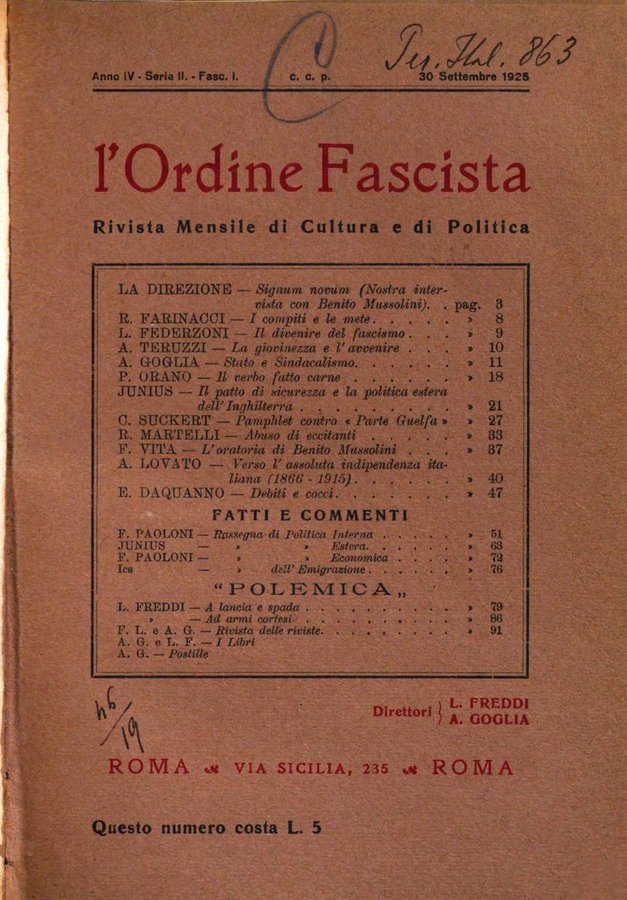 Per. Ital. 863
Anno IV - Serie II. - Fasc. I. c. c. p. 30 Settembre 1925
l'Ordine Fascista
Rivista Mensile di Cultura e di Politica
LA DIREZIONE — Signum novum (Nostra inter-
vista con Benito Mussolini). . pag. 3
R. FARINACCI — I compiti e le mete. . . . . . » 8
L. FEDERZONI — Il divenire del fascismo. . . . » 9
A. TERUZZI — La giovinezza e l'avvenire . . . . » 10
A. GOGLIA — Stato e Sindacalismo. . . . . . . » 11
P. ORANO — Il verbo fatto carne . . . . . . . » 18
JUNIUS — Il patto di sicurezza e la politica estera
dell'Inghilterra . . . . . . . . . . » 21
C. SUCKERT — Pamphlet contro « Parte Guelfa » » 27
R. MARTELLI — Abuso di eccitanti . . . . . . » 33
F. VITA — L'oratoria di Benito Mussolini . . . . » 37
A. LOVATO — Verso l'assoluta indipendenza ita-
liana (1866 - 1915). . . . . . . » 40
E. DAQUANNO — Debiti e cocci. . . . . . . . » 47
FATTI E COMMENTI
F. PAOLONI — Rassegna di Politica Interna . . . . . » 51
JUNIUS — » » Estera. . . . . . » 63
F. PAOLONI — » » Economica . . . . . » 72
Ics — » dell'Emigrazione . . . . . . » 76
“POLEMICA„
L. FREDDI — A lancia e spada . . . . . . . . . . » 79
» — Ad armi cortesi . . . . . . . . . . » 86
F. L. e A. G. — Rivista delle riviste. . . . . . . . . » 91
A. G. e L. F. — I Libri
A. G. — Postille
46/19
Direttori } L. FREDDI
A. GOGLIA
ROMA VIA SICILIA, 235 ROMA
Questo numero costa L. 5